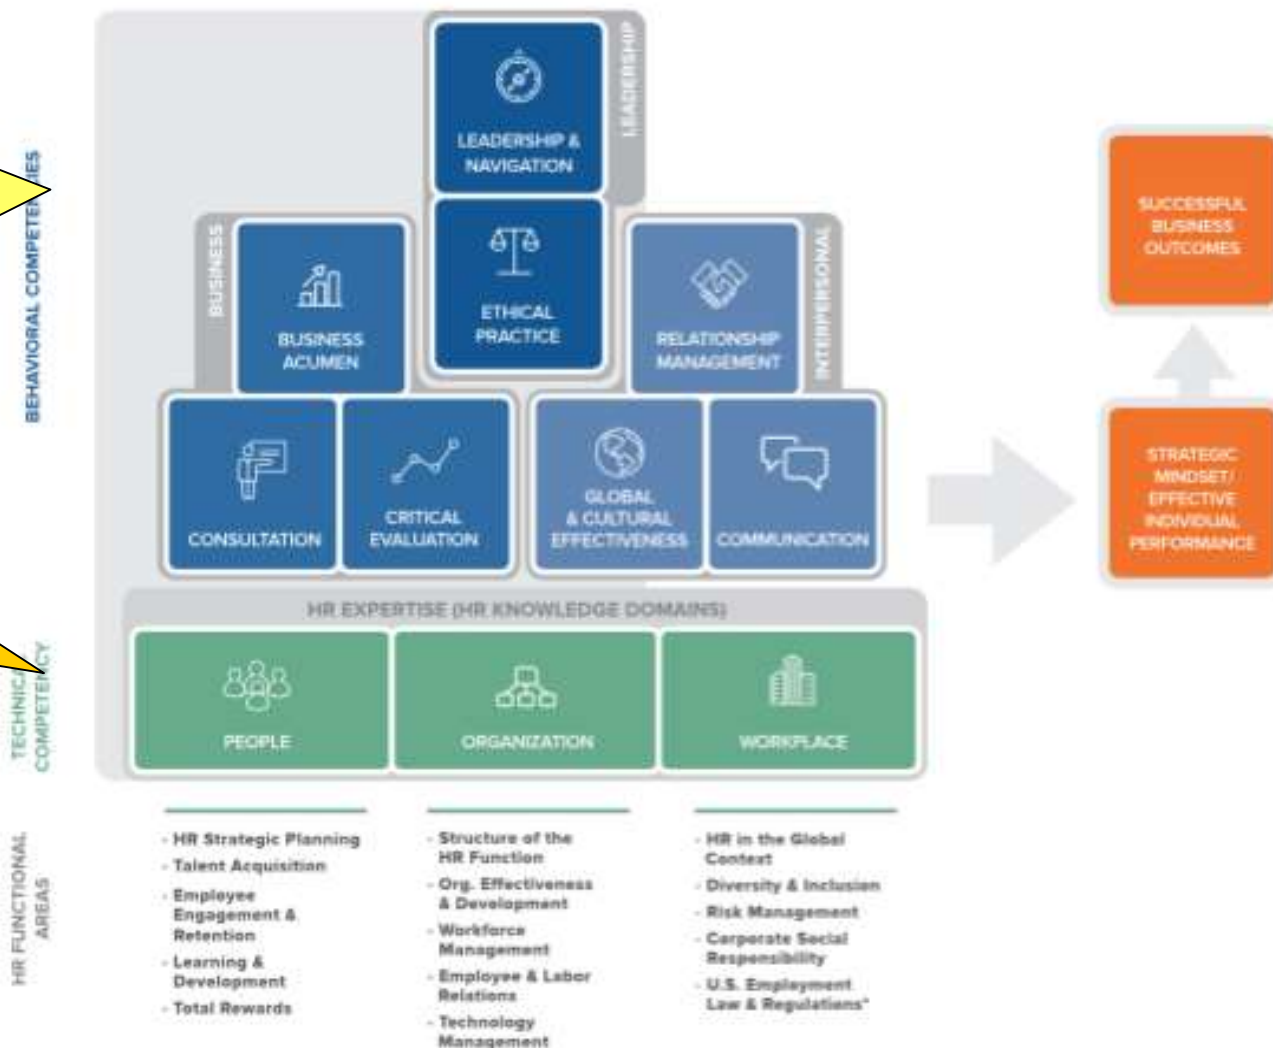 LEADERSHIP
LEADERSHIP &
NAVIGATION
BEHAVIORAL COMPETENCIES
BUSINESS
BUSINESS
ACUMEN
ETHICAL
PRACTICE
RELATIONSHIP
MANAGEMENT
INTERPERSONAL
CONSULTATION
CRITICAL
EVALUATION
GLOBAL
& CULTURAL
EFFECTIVENESS
COMMUNICATION
SUCCESSFUL
BUSINESS
OUTCOMES
STRATEGIC
MINDSET/
EFFECTIVE
INDIVIDUAL
PERFORMANCE
HR EXPERTISE (HR KNOWLEDGE DOMAINS)
TECHNICAL
COMPETENCY
PEOPLE
ORGANIZATION
WORKPLACE
HR FUNCTIONAL
AREAS
- HR Strategic Planning
- Talent Acquisition
- Employee
Engagement &
Retention
- Learning &
Development
- Total Rewards
- Structure of the
HR Function
- Org. Effectiveness
& Development
- Workforce
Management
- Employee & Labor
Relations
- Technology
Management
- HR in the Global
Context
- Diversity & Inclusion
- Risk Management
- Corporate Social
Responsibility
- U.S. Employment
Law & Regulations*